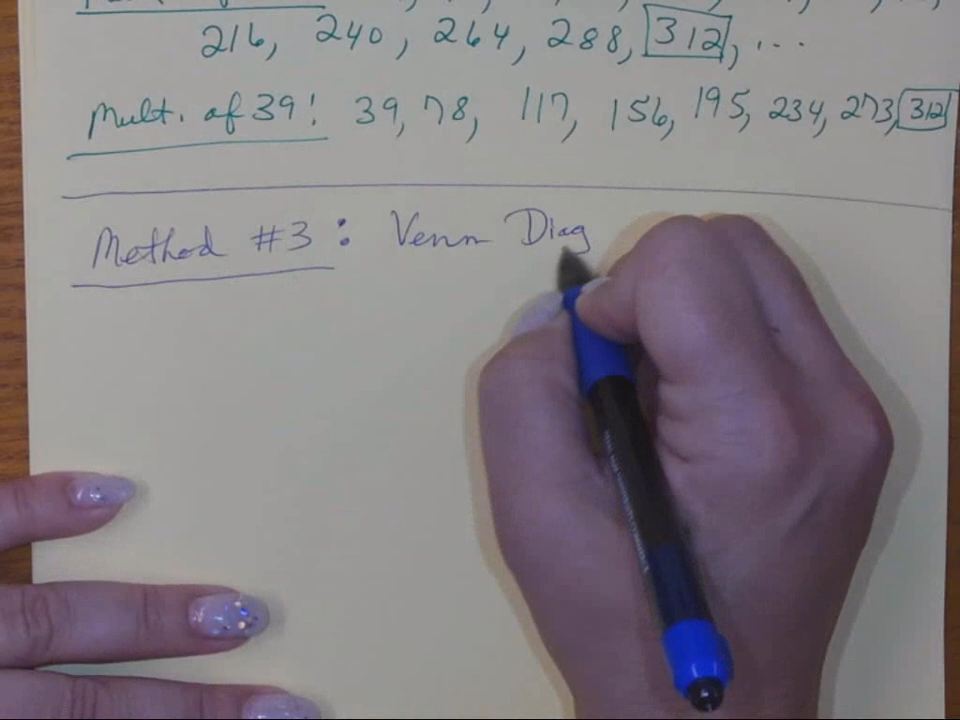 216, 240, 264, 288, 312, ...
Mult. of 39: 39, 78, 117, 156, 195, 234, 273, 312
Method #3: Venn Diag